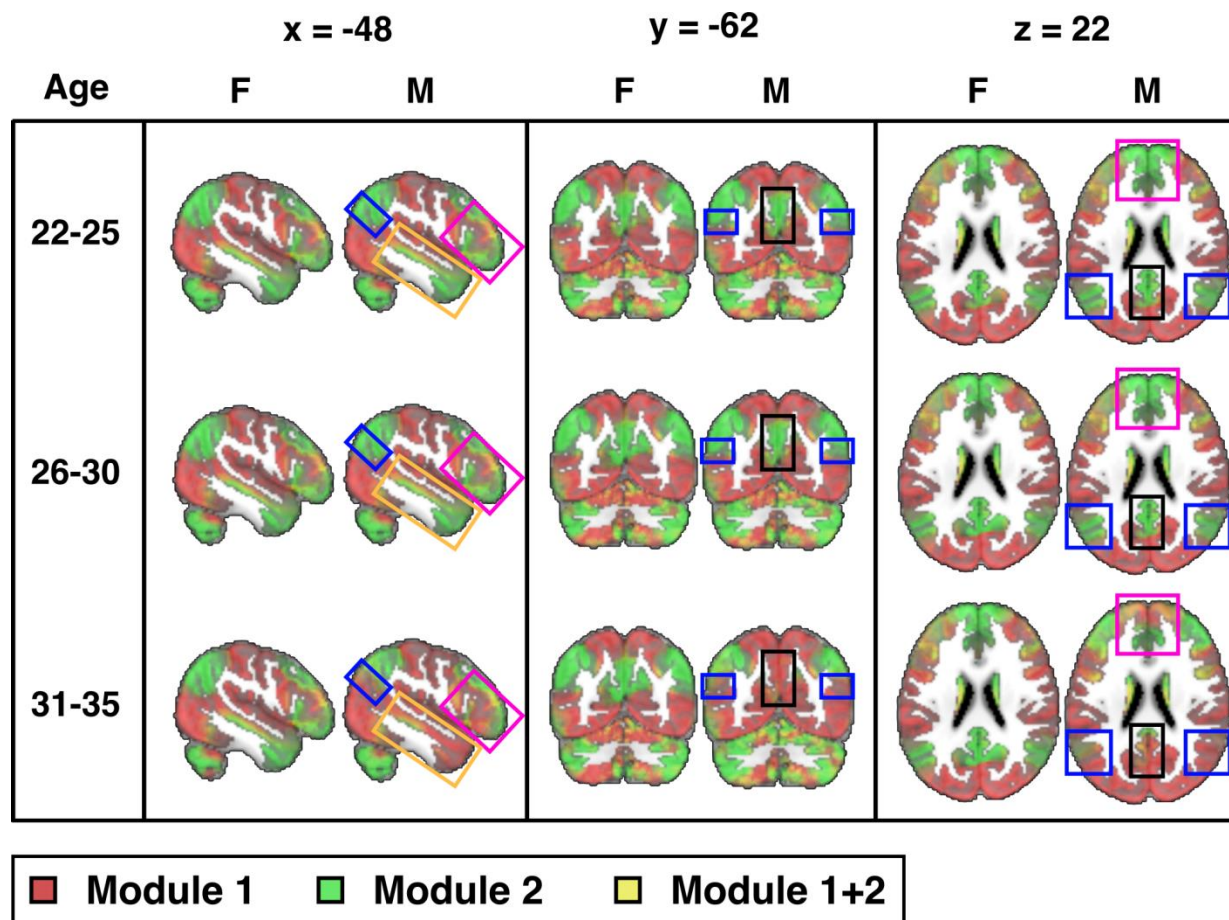 x = -48 y = -62 z = 22
Age F M F M F M
22-25
26-30
31-35
Module 1 Module 2 Module 1+2